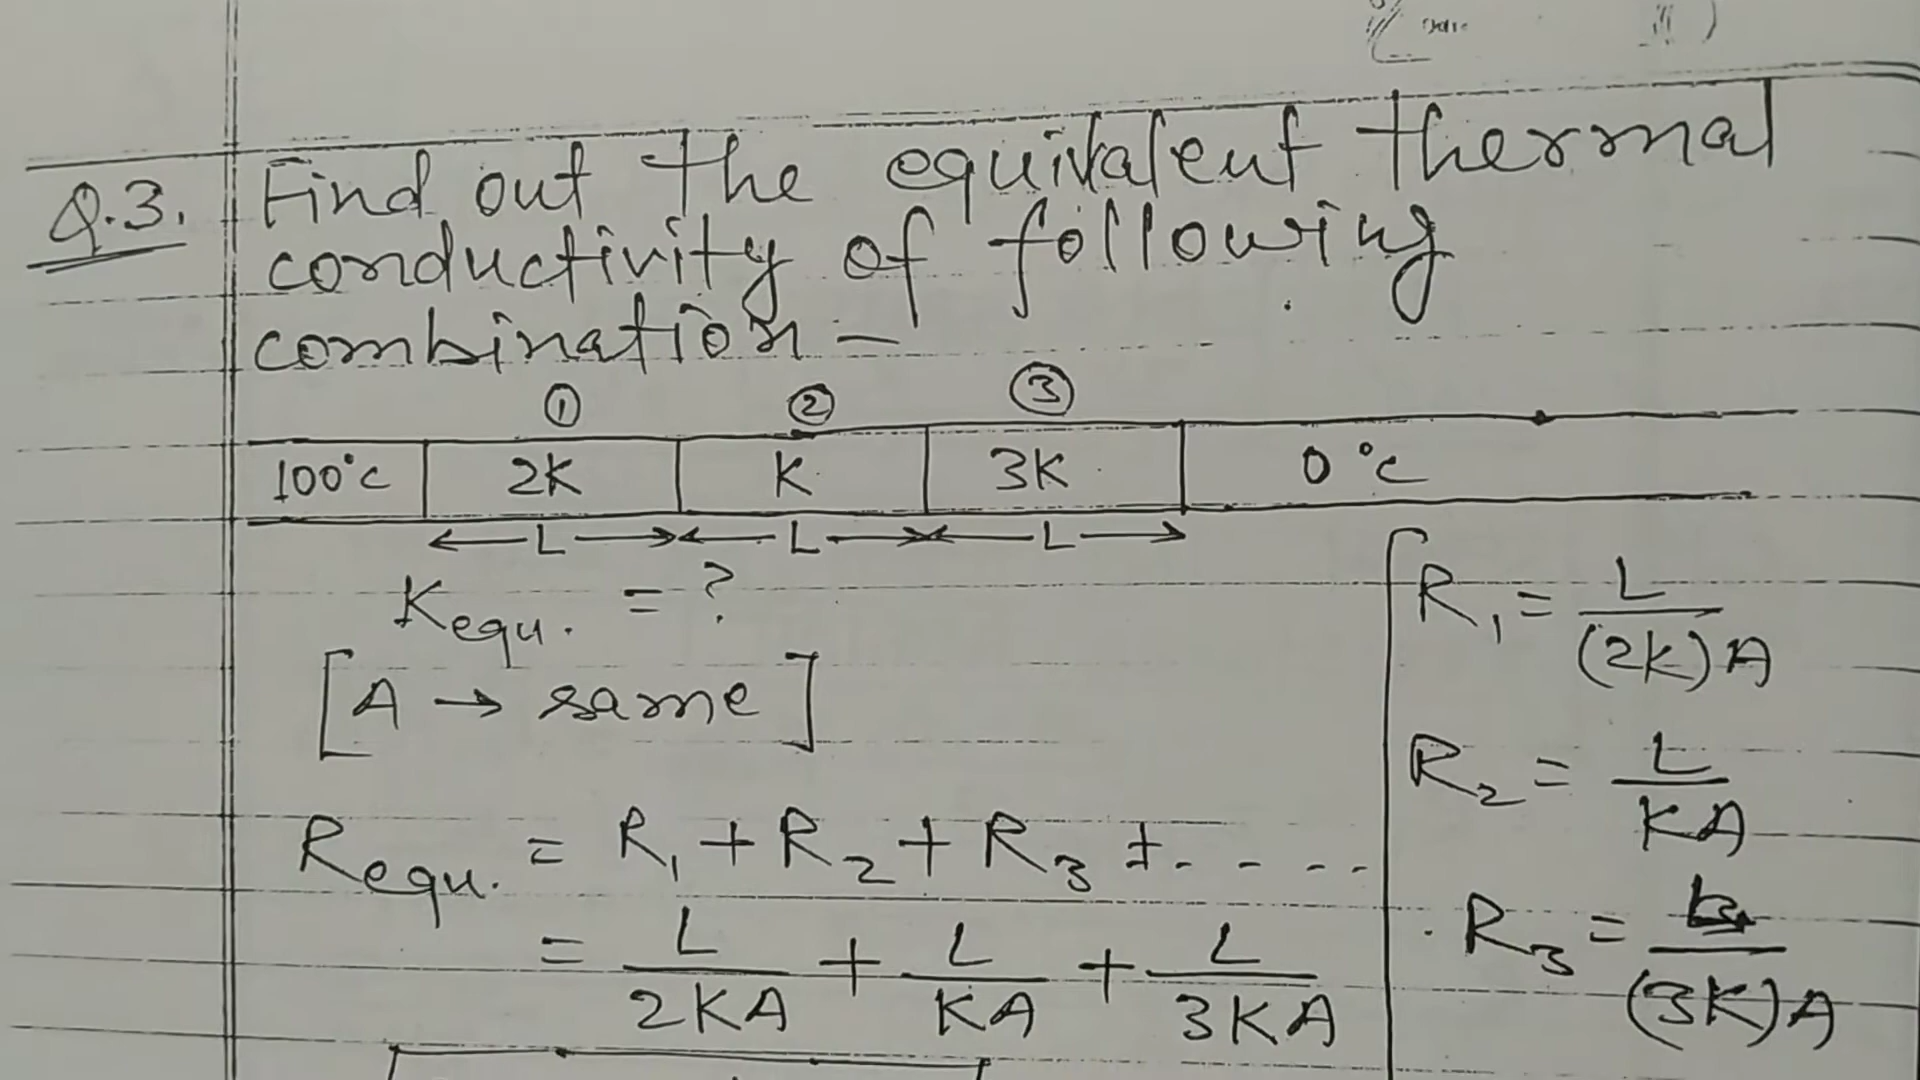 Date
Q.3. Find out the equivalent thermal
conductivity of following
combination -
① ② ③
100°C 2K K 3K 0°C
L L L
Kequ. = ?
[A → same]
Requ. = R1 + R2 + R3 + - - - -
= L/2KA + L/KA + L/3KA
R1 = L/(2K)A
R2 = L/KA
R3 = L/(3K)A